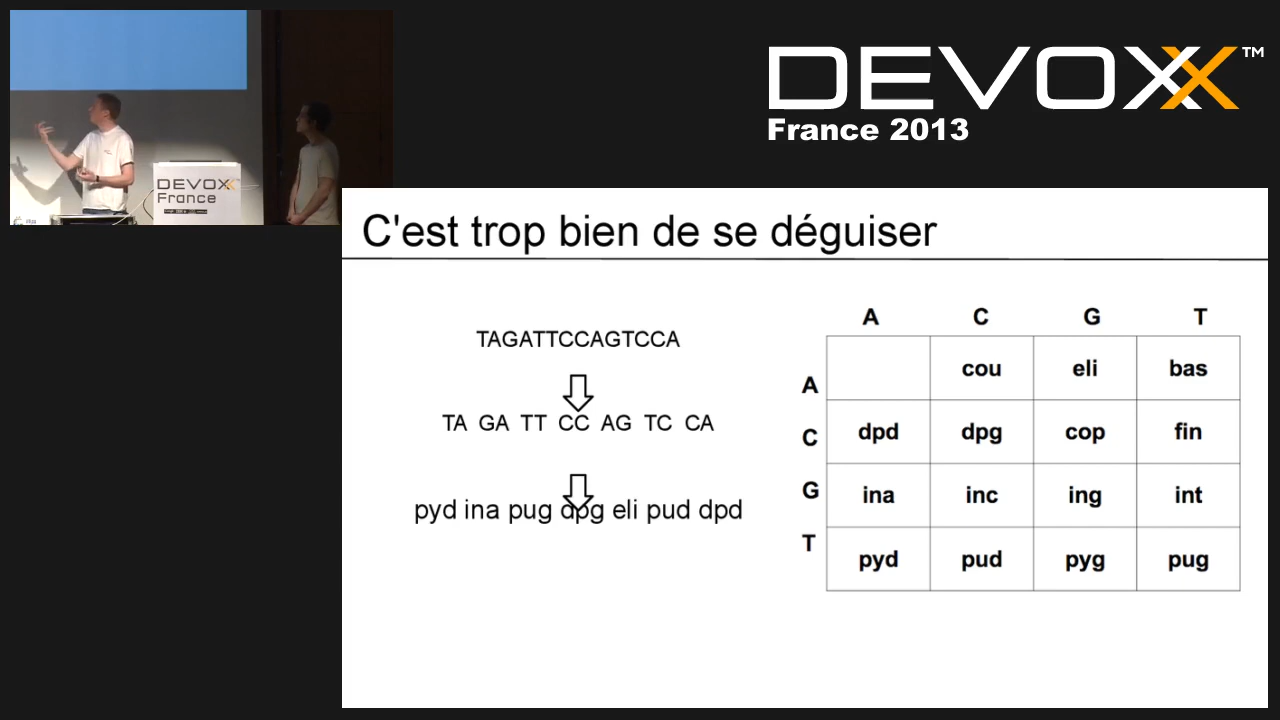 DEVOXX™
France 2013
DEVOXX
France
C'est trop bien de se déguiser
TAGATTCCAGTCCA
TA GA TT CC AG TC CA
pyd ina pug dpg eli pud dpd
A C G T
A cou eli bas
C dpd dpg cop fin
G ina inc ing int
T pyd pud pyg pug